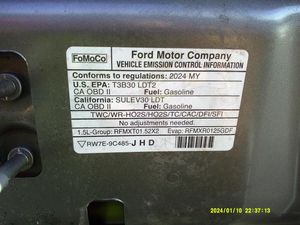 FoMoCo
Ford Motor Company
VEHICLE EMISSION CONTROL INFORMATION
Conforms to regulations: 2024 MY
U.S. EPA: T3B30 LDT2
CA OBD II Fuel: Gasoline
California: SULEV30 LDT
CA OBD II Fuel: Gasoline
TWC/WR-HO2S/HO2S/TC/CAC/DFI/SFI
No adjustments needed.
1.5L-Group: RFMXT01.52X2 Evap: RFMXR0125GDF
RW7E-9C485-JHD
2024/01/10 22:37:13